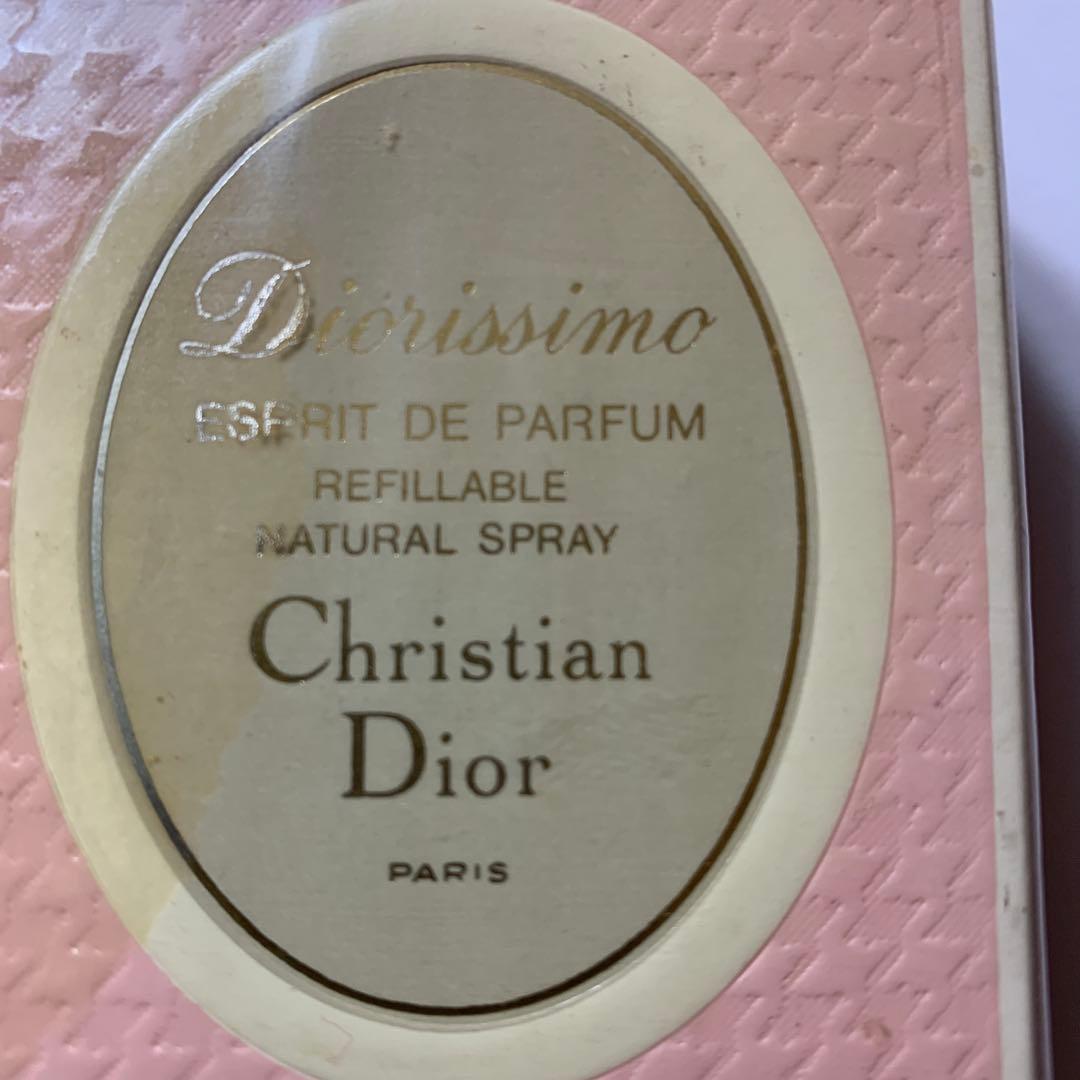 Diorissimo
ESPRIT DE PARFUM
REFILLABLE
NATURAL SPRAY
Christian
Dior
PARIS